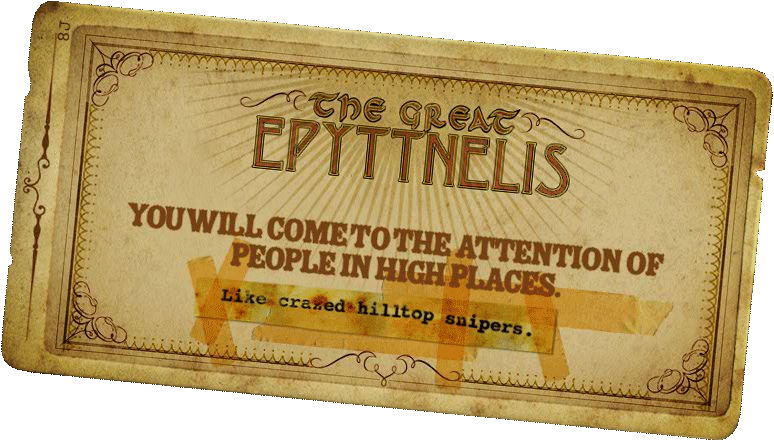 8J
THE GREAT
EPYTTNELIS
YOU WILL COME TO THE ATTENTION OF
PEOPLE IN HIGH PLACES.
Like crazed hilltop snipers.